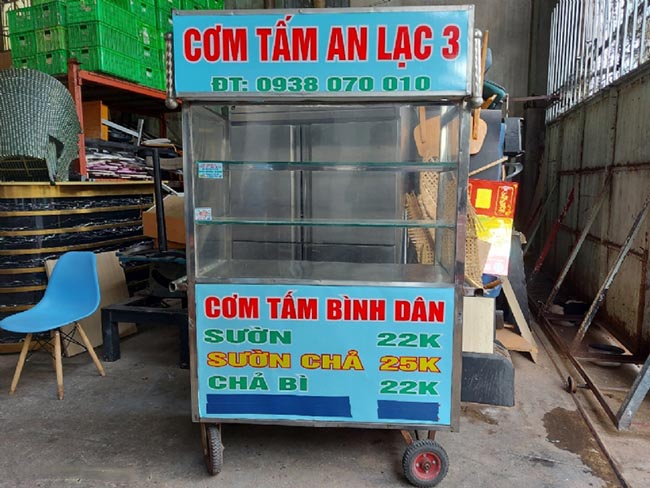 CƠM TẤM AN LẠC 3
ĐT: 0938 070 010
CƠM TẤM BÌNH DÂN
SƯỜN 22K
SƯỜN CHẢ 25K
CHẢ BÌ 22K